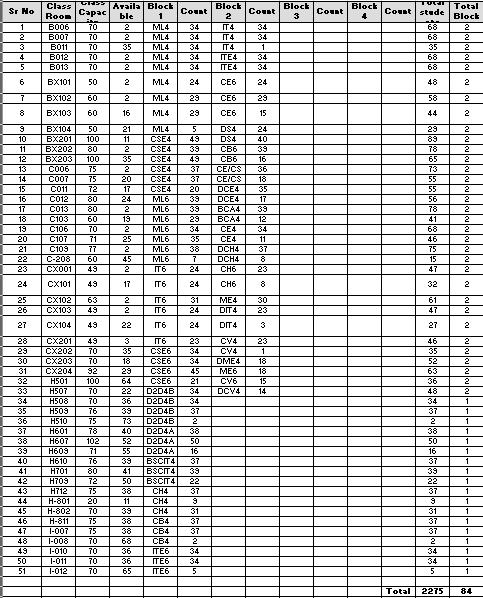 Sr No Class Room Class Capac Availa ble Block 1 Count Block 2 Count Block 3 Count Block 4 Count Total stude Total Block
1 B006 70 2 ML4 34 IT4 34 68 2
2 B007 70 2 ML4 34 IT4 34 68 2
3 B011 70 35 ML4 34 IT4 1 35 2
4 B012 70 2 ML4 34 ITE4 34 68 2
5 B013 70 2 ML4 34 ITE4 34 68 2
6 BX101 50 2 ML4 24 CE6 24 48 2
7 BX102 60 2 ML4 29 CE6 29 58 2
8 BX103 60 16 ML4 29 CE6 15 44 2
9 BX104 50 21 ML4 5 DS4 24 29 2
10 BX201 100 11 CSE4 49 DS4 40 89 2
11 BX202 80 2 CSE4 39 CB6 39 78 2
12 BX203 100 35 CSE4 49 CB6 16 65 2
13 C006 75 2 CSE4 37 CE/CS 36 73 2
14 C007 75 20 CSE4 37 CE/CS 18 55 2
15 C011 72 17 CSE4 20 DCE4 35 55 2
16 C012 80 24 ML6 39 DCE4 17 56 2
17 C013 80 2 ML6 39 BCA4 39 78 2
18 C103 60 19 ML6 29 BCA4 12 41 2
19 C106 70 2 ML6 34 CE4 34 68 2
20 C107 71 25 ML6 35 CE4 11 46 2
21 C109 77 2 ML6 38 DCH4 37 75 2
22 C-208 60 45 ML6 7 DCH4 8 15 2
23 CX001 49 2 IT6 24 CH6 23 47 2
24 CX101 49 17 IT6 24 CH6 8 32 2
25 CX102 63 2 IT6 31 ME4 30 61 2
26 CX103 49 2 IT6 24 DIT4 23 47 2
27 CX104 49 22 IT6 24 DIT4 3 27 2
28 CX201 49 3 IT6 23 CV4 23 46 2
29 CX202 70 35 CSE6 34 CV4 1 35 2
30 CX203 70 18 CSE6 34 DME4 18 52 2
31 CX204 92 29 CSE6 45 ME6 18 63 2
32 H501 100 64 CSE6 21 CV6 15 36 2
33 H507 70 22 D2D4B 34 DCV4 14 48 2
34 H508 70 36 D2D4B 34 34 1
35 H509 76 39 D2D4B 37 37 1
36 H510 75 73 D2D4B 2 2 1
37 H601 78 40 D2D4A 38 38 1
38 H607 102 52 D2D4A 50 50 1
39 H609 71 55 D2D4A 16 16 1
40 H610 76 39 BSCIT4 37 37 1
41 H701 80 41 BSCIT4 39 39 1
42 H709 72 50 BSCIT4 22 22 1
43 H712 75 38 CH4 37 37 1
44 H-801 20 11 CH4 9 9 1
45 H-802 70 39 CH4 31 31 1
46 H-811 75 38 CB4 37 37 1
47 I-007 75 38 CB4 37 37 1
48 I-008 70 68 CB4 2 2 1
49 I-010 70 36 ITE6 34 34 1
50 I-011 70 36 ITE6 34 34 1
51 I-012 70 65 ITE6 5 5 1
Total 2275 84